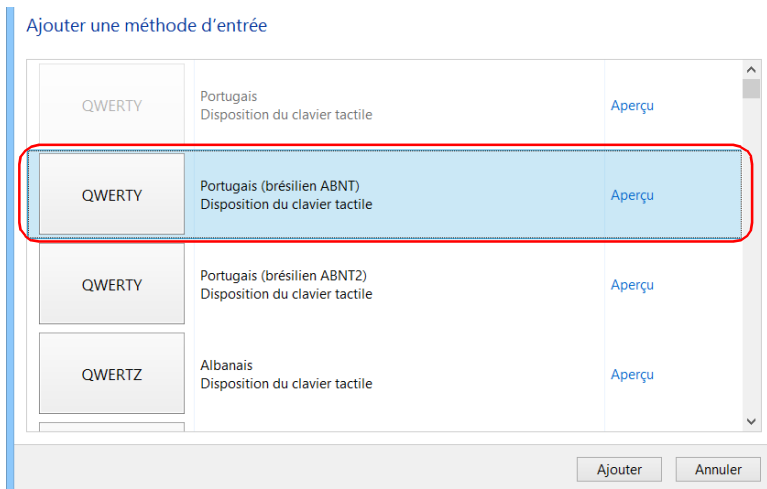 Ajouter une méthode d'entrée
QWERTY
Portugais
Disposition du clavier tactile
Aperçu
QWERTY
Portugais (brésilien ABNT)
Disposition du clavier tactile
Aperçu
QWERTY
Portugais (brésilien ABNT2)
Disposition du clavier tactile
Aperçu
QWERTZ
Albanais
Disposition du clavier tactile
Aperçu
Ajouter
Annuler